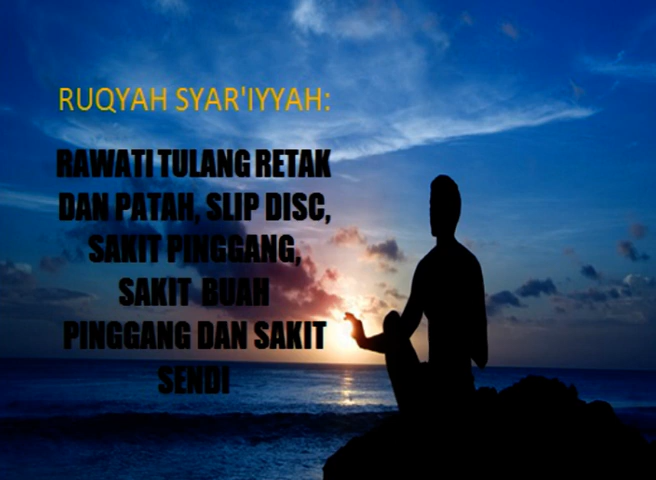 RUQYAH SYAR'IYYAH:
RAWATI TULANG RETAK
DAN PATAH, SLIP DISC,
SAKIT PINGGANG,
SAKIT BUAH
PINGGANG DAN SAKIT
SENDI